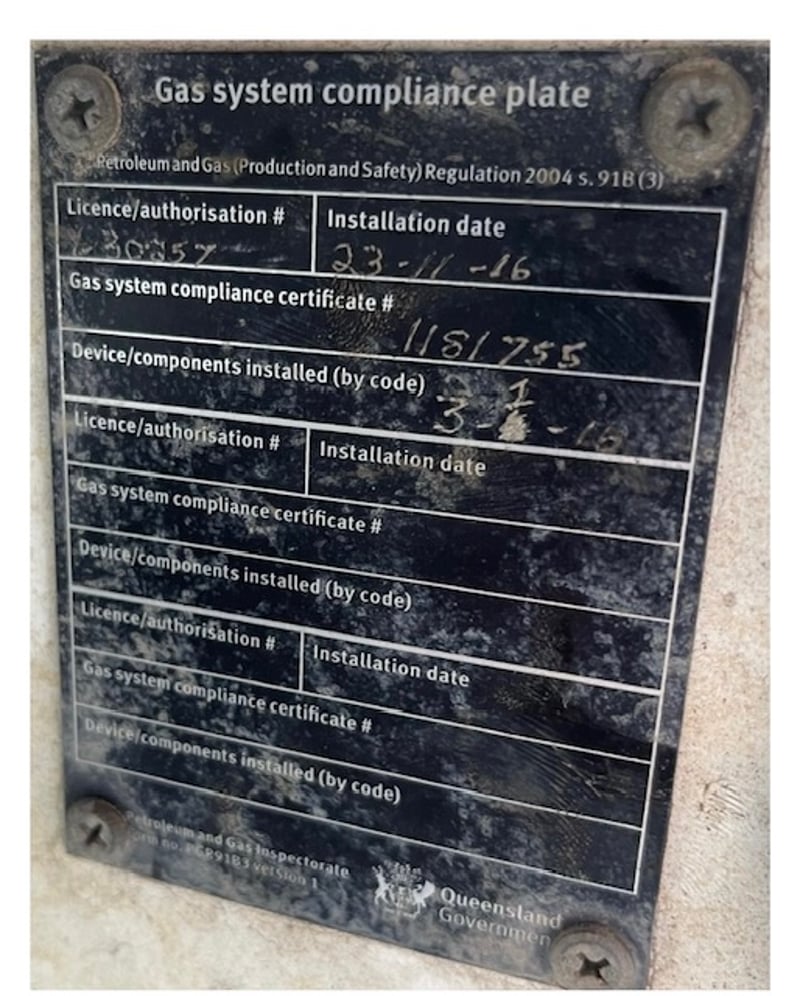 Gas system compliance plate
Petroleum and Gas (Production and Safety) Regulation 2004 s. 91B (3)
Licence/authorisation # Installation date
23-11-16
Gas system compliance certificate #
1181755
Device/components installed (by code)
Licence/authorisation # Installation date
Gas system compliance certificate #
Device/components installed (by code)
Licence/authorisation # Installation date
Gas system compliance certificate #
Device/components installed (by code)
Petroleum and Gas Inspectorate
version 1
Queensland
Governmen